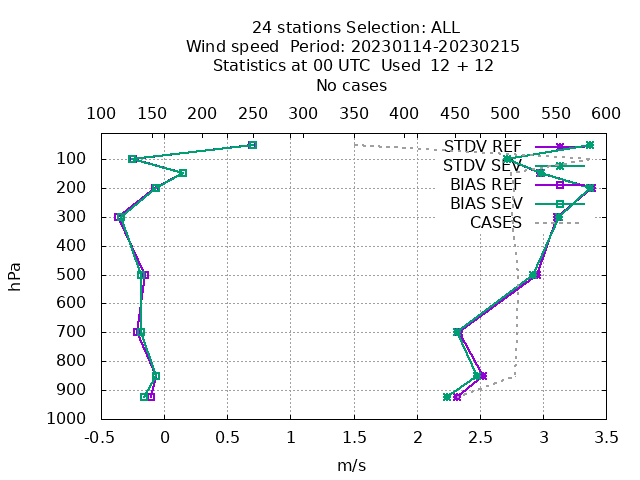 24 stations Selection: ALL
Wind speed  Period: 20230114-20230215
Statistics at 00 UTC  Used  12 + 12
No cases
100 150 200 250 300 350 400 450 500 550 600
STDV REF
STDV SEV
BIAS REF
BIAS SEV
CASES
100
200
300
400
500
600
700
800
900
1000
hPa
-0.5 0 0.5 1 1.5 2 2.5 3 3.5
m/s